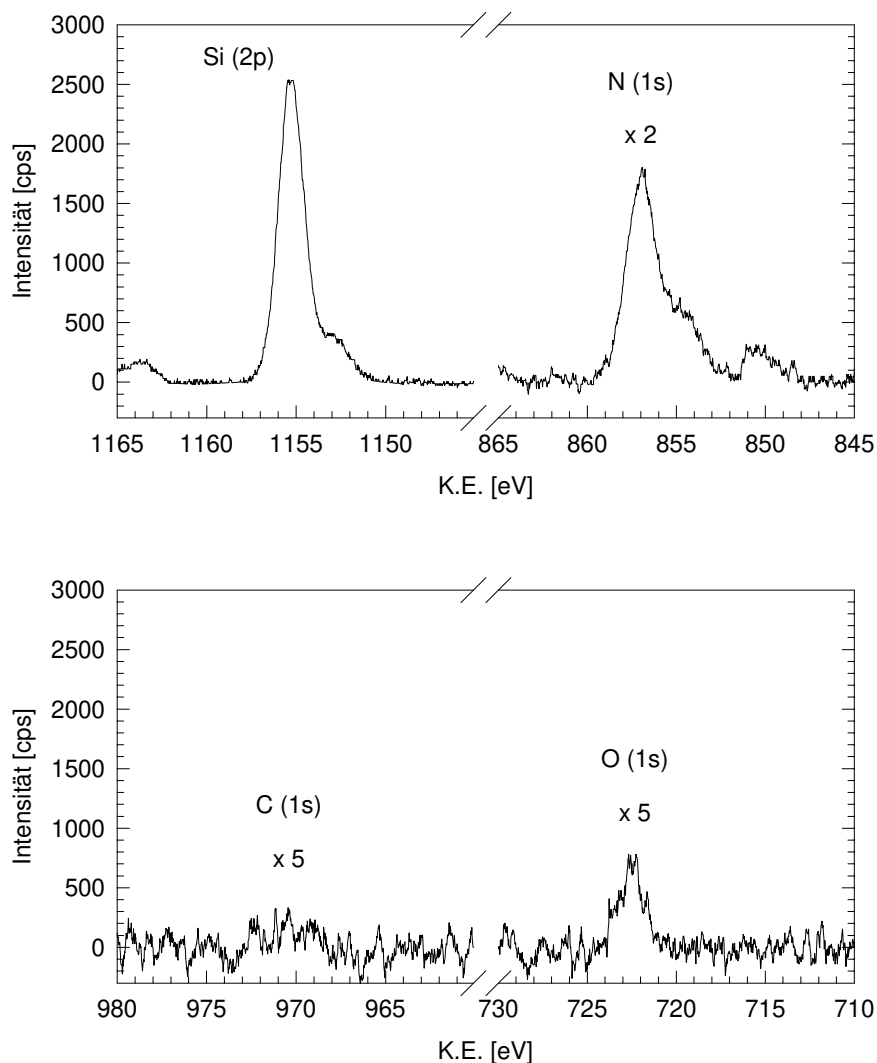 3000
Si (2p)
2500
N (1s)
2000
x 2
1500
1000
500
0
Intensität [cps]
1165 1160 1155 1150 865 860 855 850 845
K.E. [eV]
3000
2500
2000
O (1s)
1500
C (1s)
x 5
1000
x 5
500
0
Intensität [cps]
980 975 970 965 730 725 720 715 710
K.E. [eV]